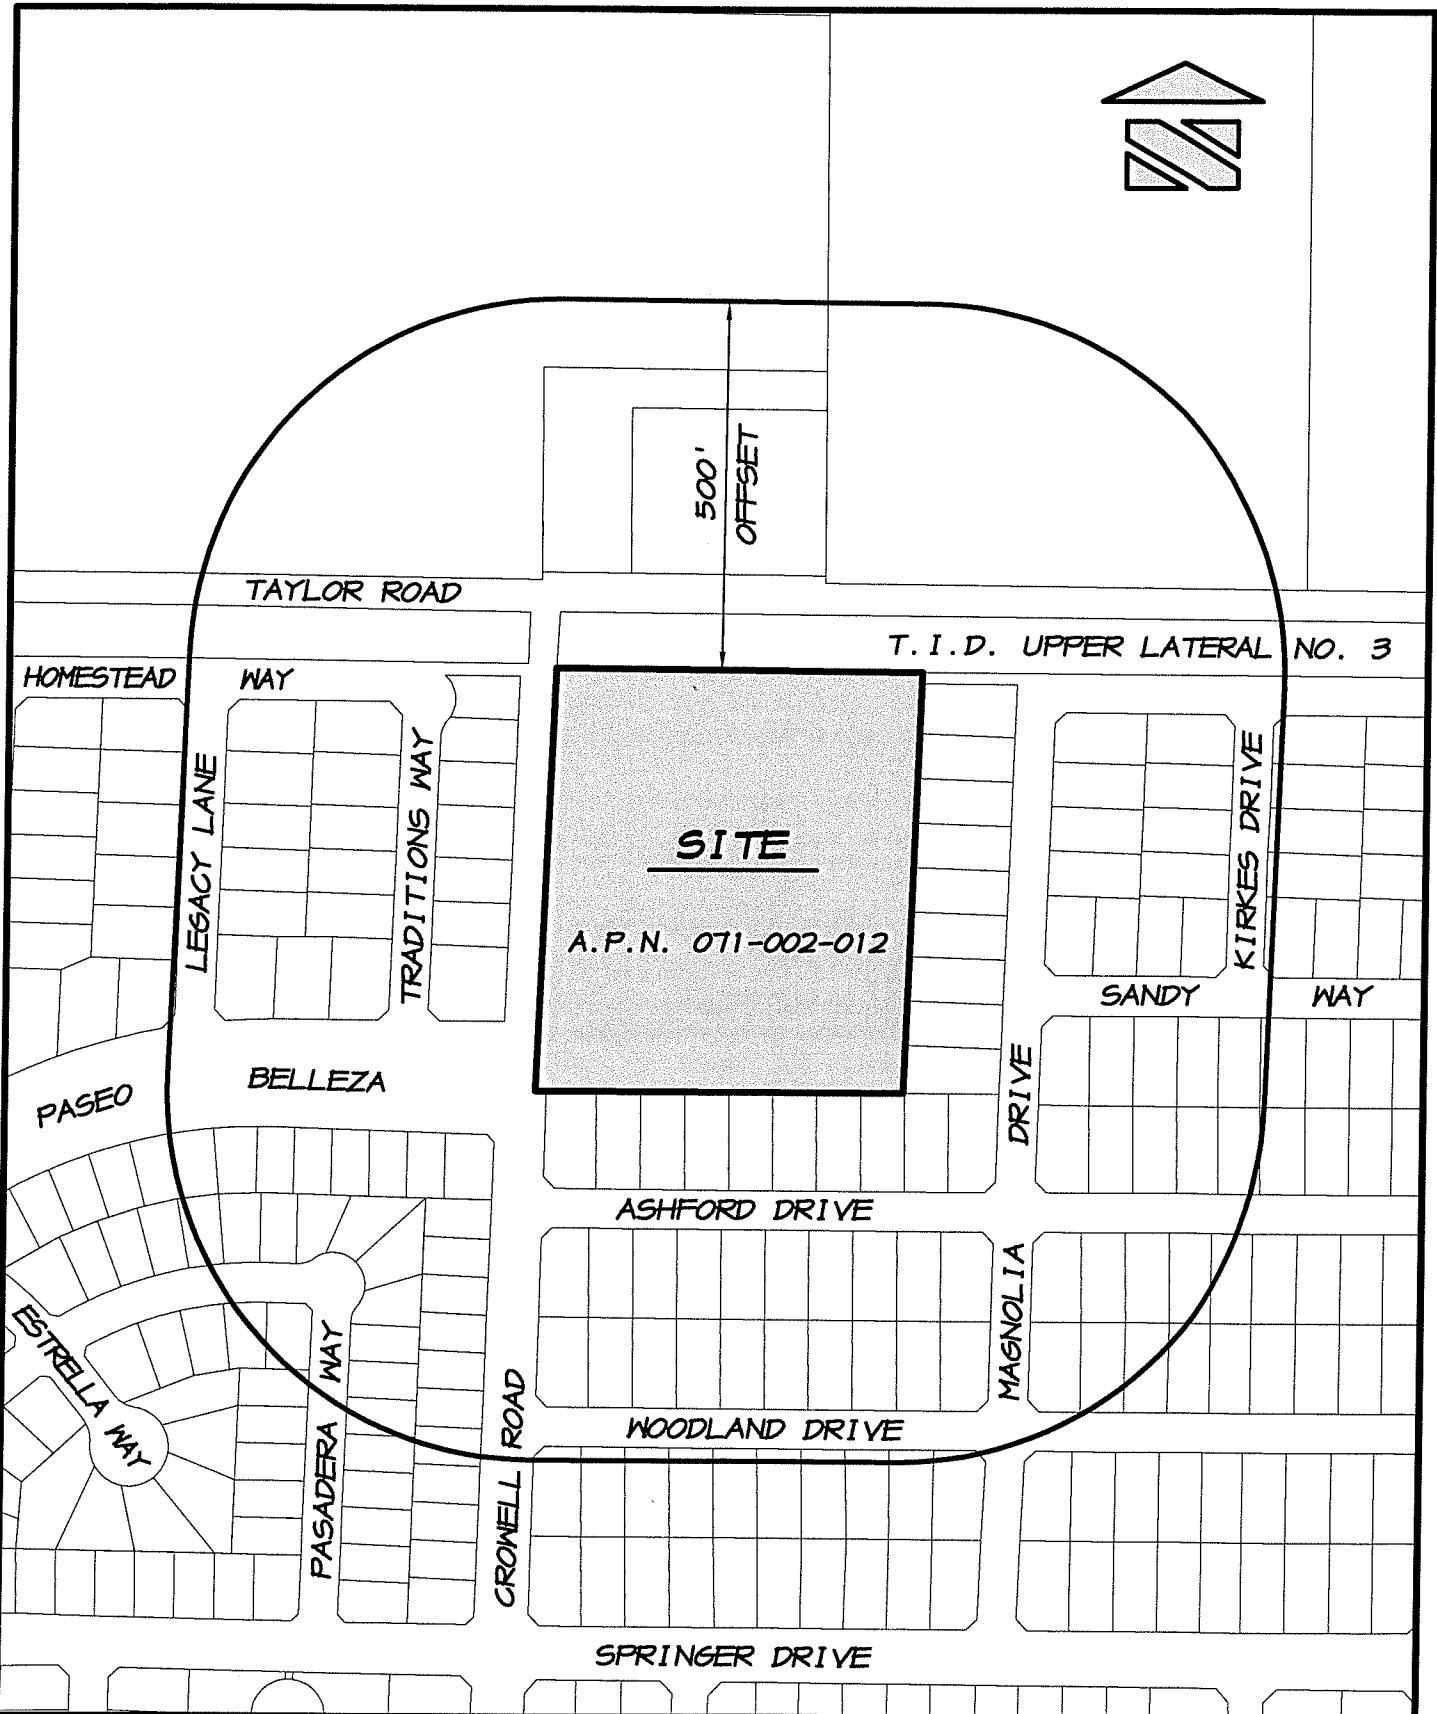 N
500'
OFFSET
TAYLOR ROAD
T.I.D. UPPER LATERAL NO. 3
HOMESTEAD WAY
LEGACY LANE
TRADITIONS WAY
KIRKES DRIVE
SITE
A.P.N. 071-002-012
SANDY WAY
PASEO BELLEZA
MAGNOLIA DRIVE
ASHFORD DRIVE
ESTRELLA WAY
PASADERA WAY
CROWELL ROAD
WOODLAND DRIVE
SPRINGER DRIVE